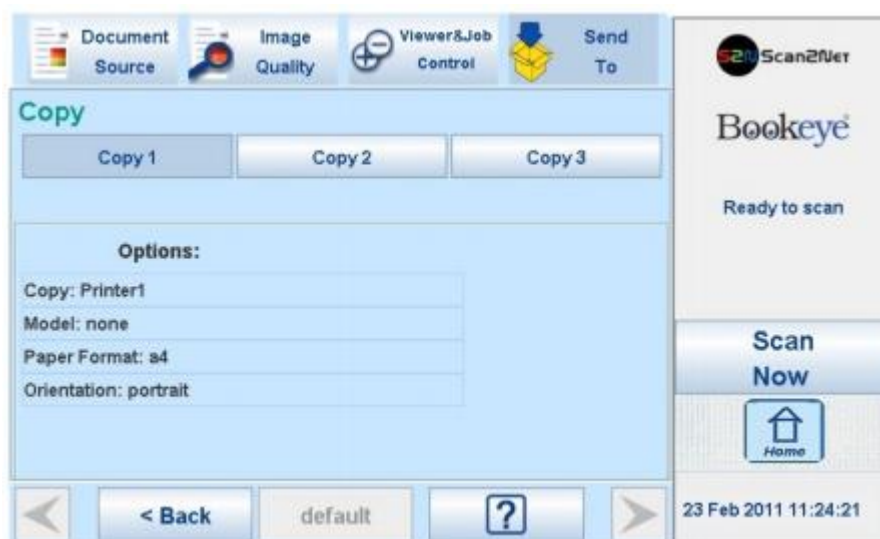 Document
Source
Image
Quality
Viewer&Job
Control
Send
To
Copy
Copy 1
Copy 2
Copy 3
Options:
Copy: Printer1
Model: none
Paper Format: a4
Orientation: portrait
< Back
default
?
S2N Scan2Net
Bookeye
Ready to scan
Scan
Now
Home
23 Feb 2011 11:24:21